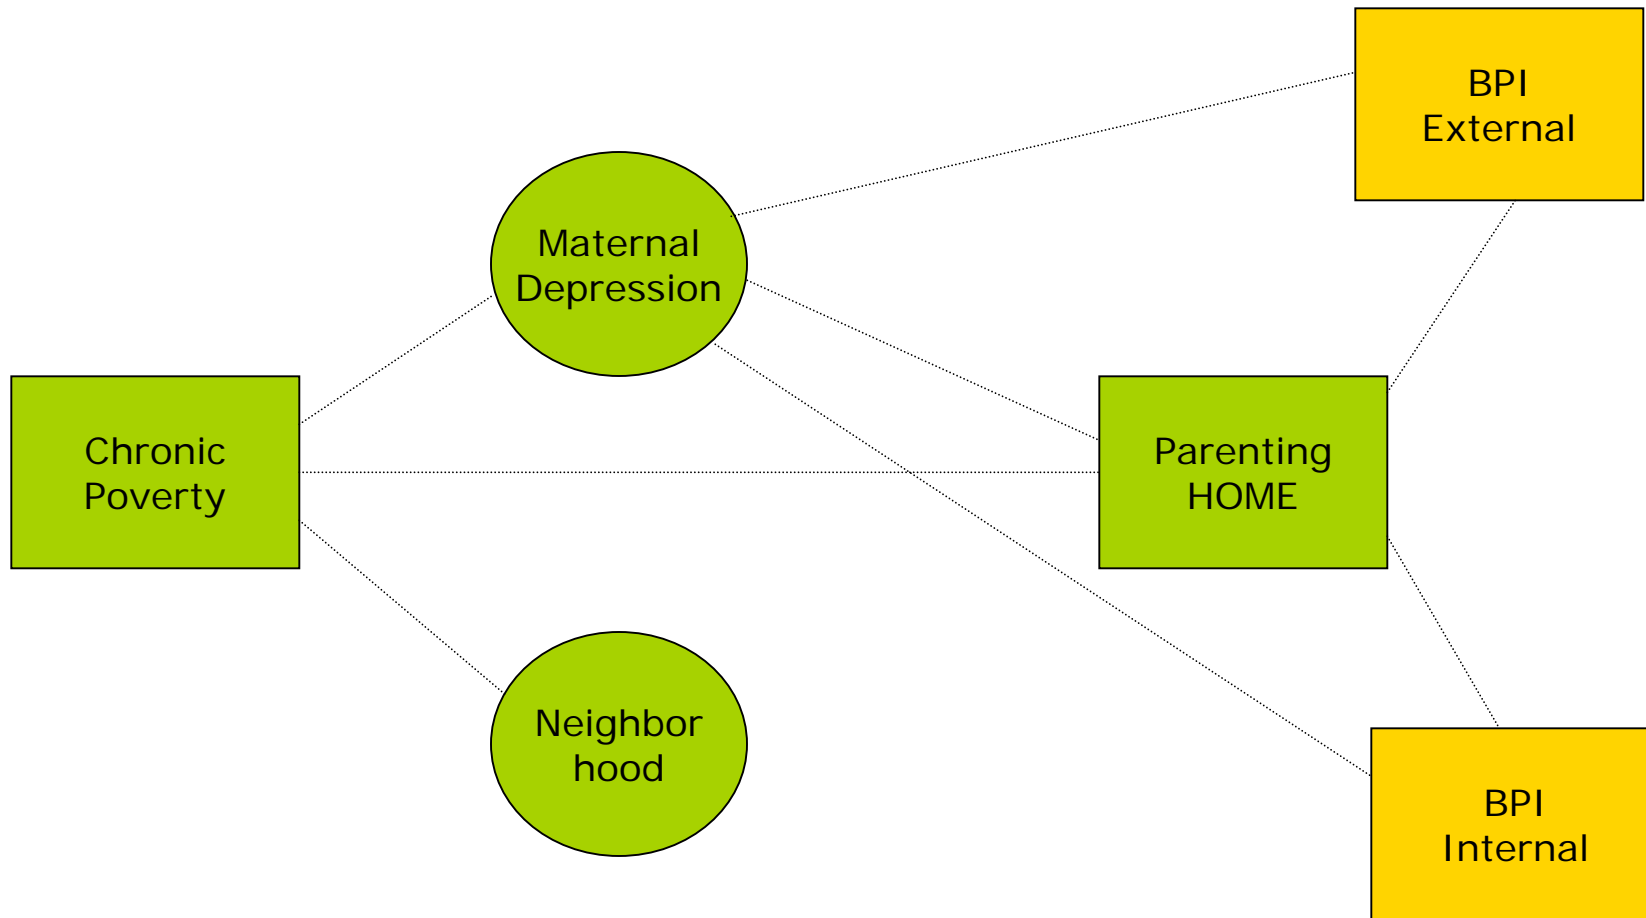 BPI
External
Maternal
Depression
Chronic
Poverty
Parenting
HOME
Neighbor
hood
BPI
Internal